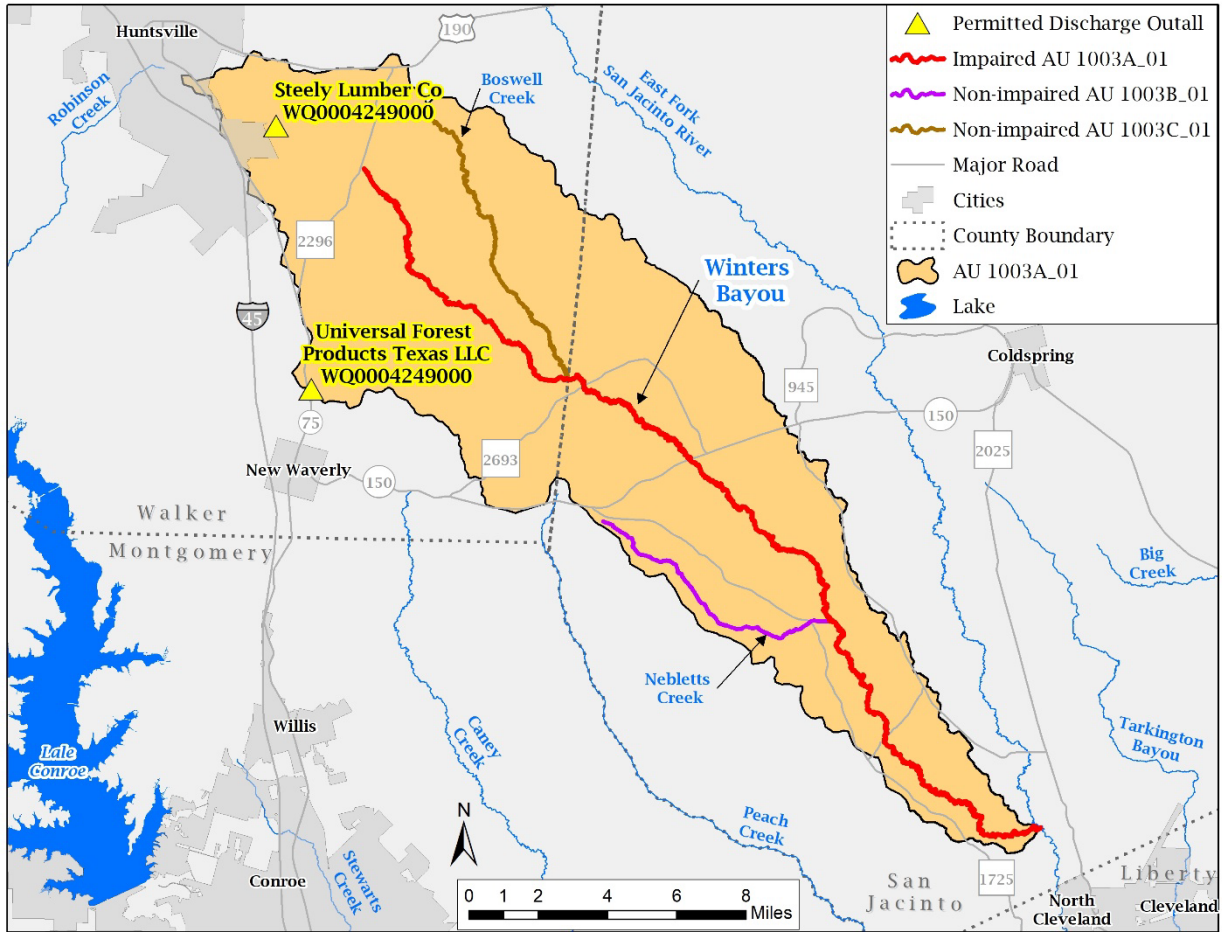 Huntsville
190
Boswell
Creek
East Fork
San Jacinto River
Robinson
Creek
Steely Lumber Co
WQ0004249000
Permitted Discharge Outall
Impaired AU 1003A_01
Non-impaired AU 1003B_01
Non-impaired AU 1003C_01
Major Road
Cities
County Boundary
AU 1003A_01
Lake
2296
45
Winters
Bayou
Universal Forest
Products Texas LLC
WQ0004249000
75
New Waverly
150
2693
945
150
Coldspring
2025
Walker
Montgomery
Big
Creek
Nebletts
Creek
Willis
Lale
Conroe
Caney
Creek
Tarkington
Bayou
Peach
Creek
N
Conroe
Stewarts
Creek
0 1 2 4 6 8
Miles
San
Jacinto
1725
Liberty
North
Cleveland
Cleveland